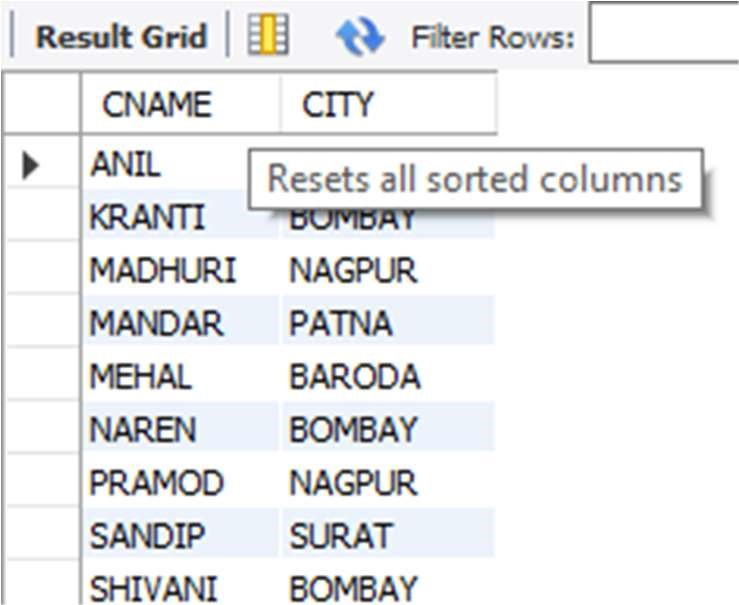 Result Grid Filter Rows:
CNAME CITY
ANIL
Resets all sorted columns
KRANTI BOMBAY
MADHURI NAGPUR
MANDAR PATNA
MEHAL BARODA
NAREN BOMBAY
PRAMOD NAGPUR
SANDIP SURAT
SHIVANI BOMBAY